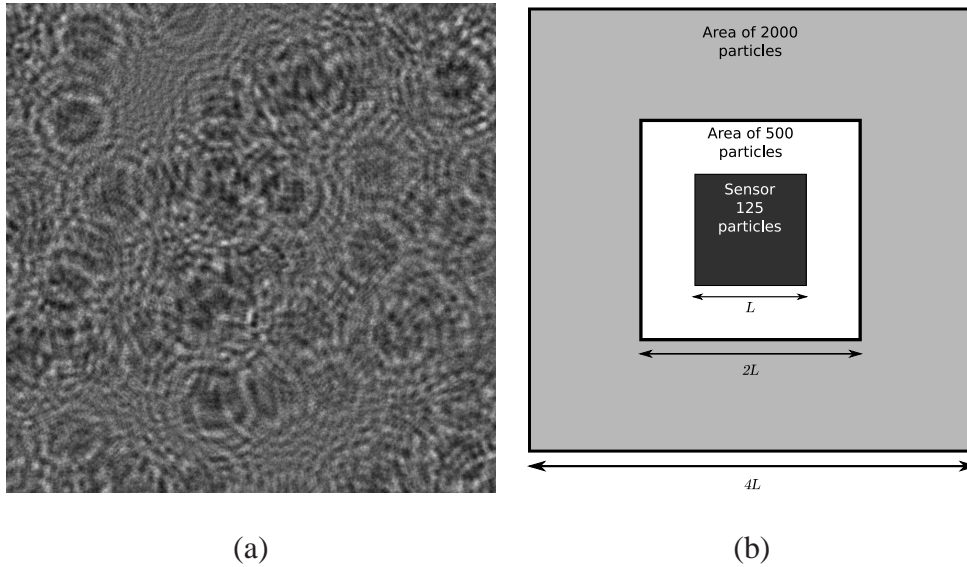 Area of 2000
particles
Area of 500
particles
Sensor
125
particles
L
2L
4L
(a)
(b)